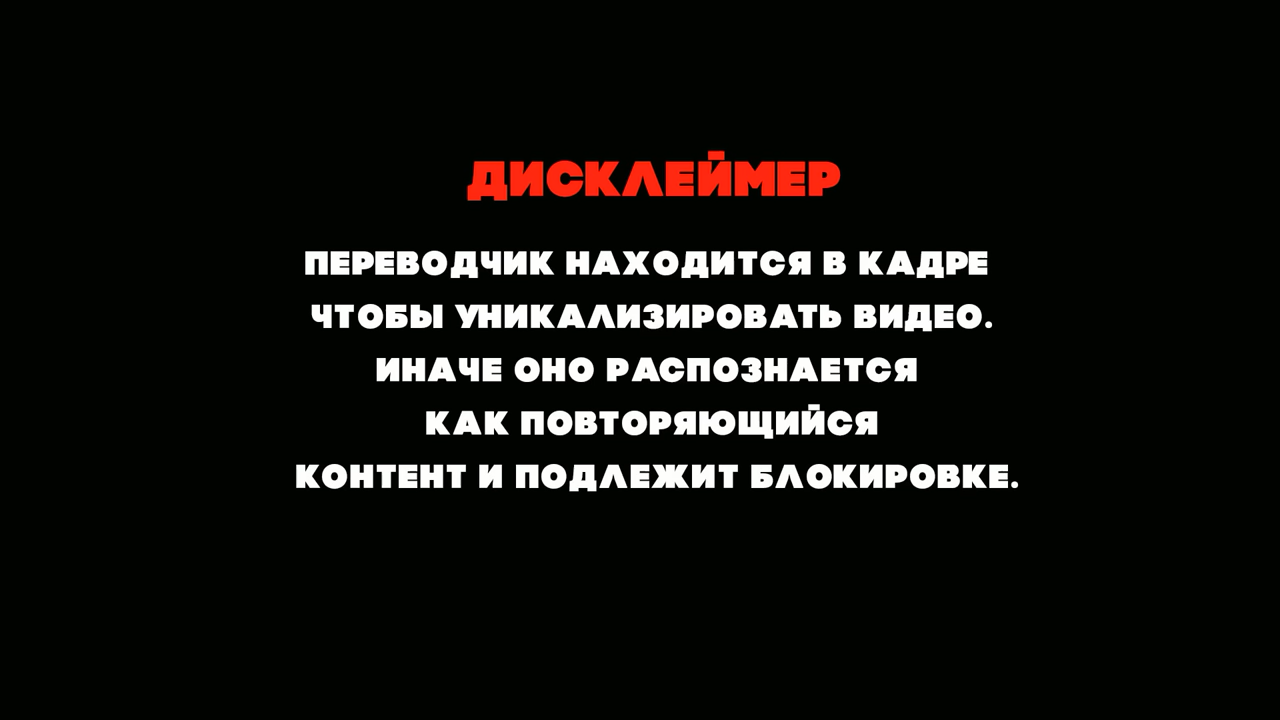 ДИСКЛЕЙМЕР
ПЕРЕВОДЧИК НАХОДИТСЯ В КАДРЕ
ЧТОБЫ УНИКАЛИЗИРОВАТЬ ВИДЕО.
ИНАЧЕ ОНО РАСПОЗНАЕТСЯ
КАК ПОВТОРЯЮЩИЙСЯ
КОНТЕНТ И ПОДЛЕЖИТ БЛОКИРОВКЕ.